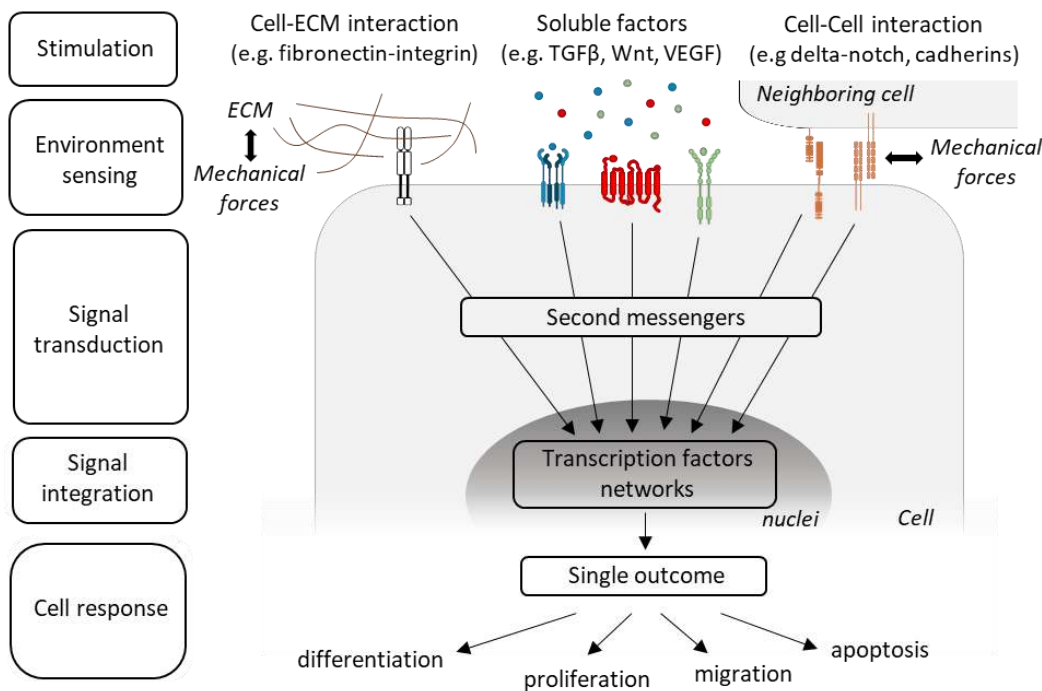 Stimulation
Cell-ECM interaction
(e.g. fibronectin-integrin)
Soluble factors
(e.g. TGFβ, Wnt, VEGF)
Cell-Cell interaction
(e.g delta-notch, cadherins)
Environment
sensing
ECM
Mechanical
forces
Neighboring cell
Mechanical
forces
Signal
transduction
Second messengers
Signal
integration
Transcription factors
networks
nuclei
Cell
Cell response
Single outcome
differentiation
proliferation
migration
apoptosis